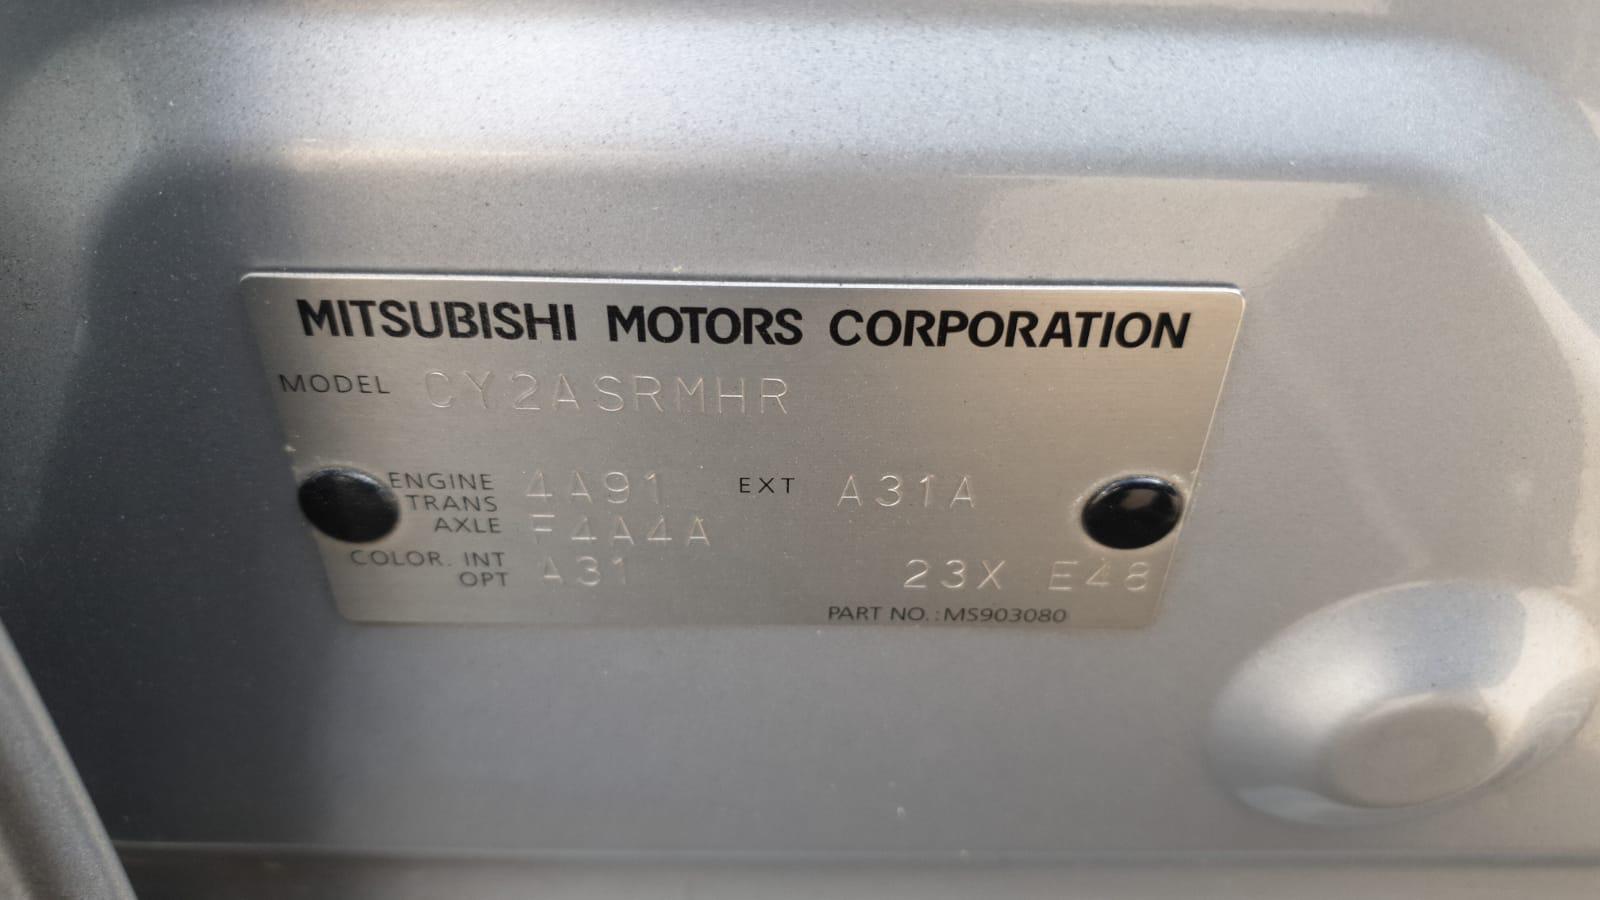 MITSUBISHI MOTORS CORPORATION
MODEL CY2ASRMHR
ENGINE 4A91 EXT A31A
TRANS
AXLE F4A4A
COLOR. INT A31 23X E48
OPT
PART NO.:MS903080